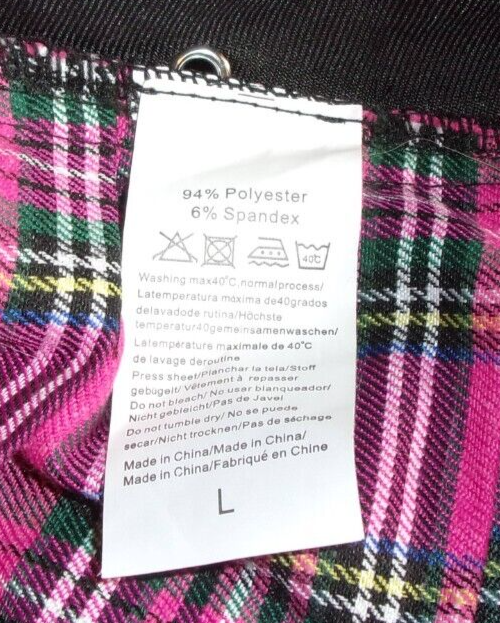 94% Polyester
6% Spandex
40℃
Washing max40℃,normal process/
Latemperatura máxima de40grados
delavadode rutina/Höchste
temperatur40gemeinsamenwaschen/
Latempérature maximale de 40℃
de lavage deroutine
Press sheet/Planchar la tela/Stoff
gebügelt/ Vêtement à repasser
Do not bleach/ No usar blanqueador/
Nicht gebleicht/Pas de Javel
Do not tumble dry/ No se puede
secar/Nicht trocknen/Pas de séchage
Made in China/Made in China/
Made in China/Fabriqué en Chine
L